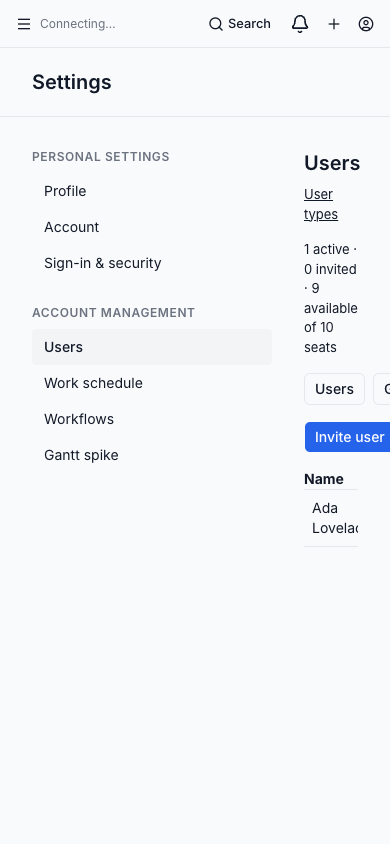 Connecting...
Search
Settings
PERSONAL SETTINGS
Profile
Account
Sign-in & security
ACCOUNT MANAGEMENT
Users
Work schedule
Workflows
Gantt spike
Users
User
types
1 active ·
0 invited
· 9
available
of 10
seats
Users
Invite user
Name
Ada